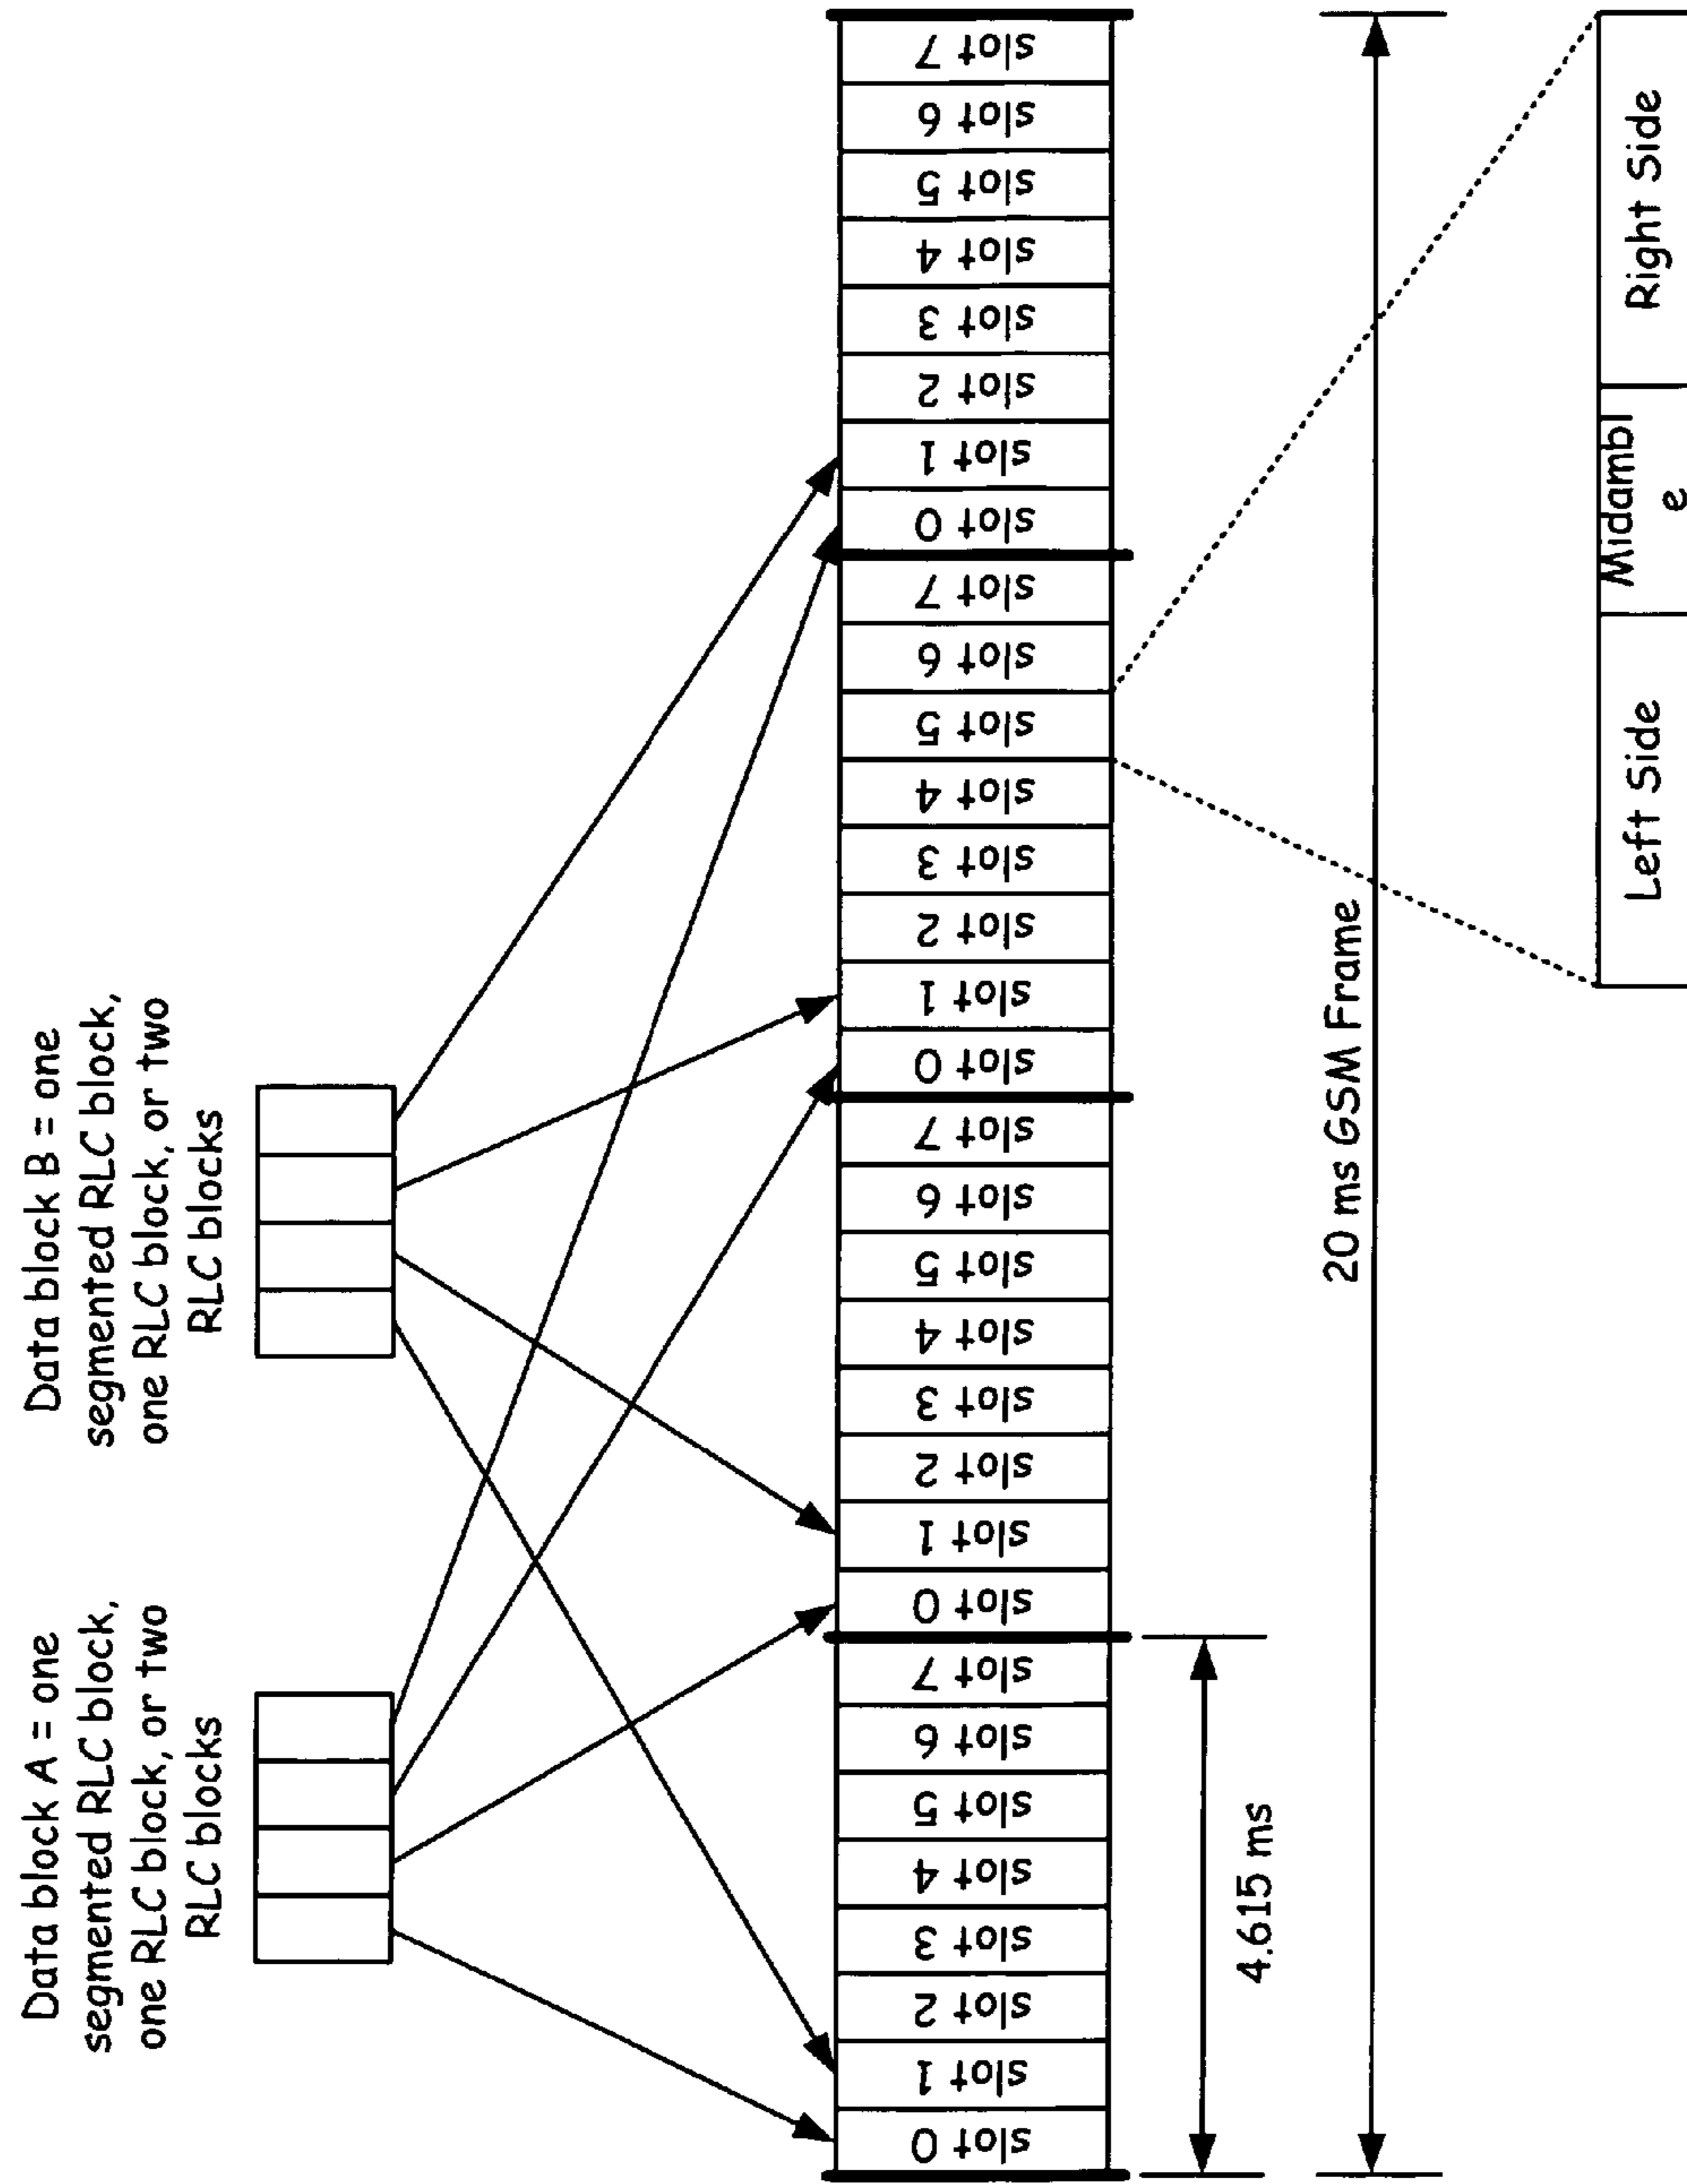 Data block A = one
segmented RLC block,
one RLC block, or two
RLC blocks
Data block B = one
segmented RLC block,
one RLC block, or two
RLC blocks
slot 0
slot 1
slot 2
slot 3
slot 4
slot 5
slot 6
slot 7
slot 0
slot 1
slot 2
slot 3
slot 4
slot 5
slot 6
slot 7
slot 0
slot 1
slot 2
slot 3
slot 4
slot 5
slot 6
slot 7
slot 0
slot 1
slot 2
slot 3
slot 4
slot 5
slot 6
slot 7
4.615 ms
20 ms GSM Frame
Left Side
Midambl
e
Right Side